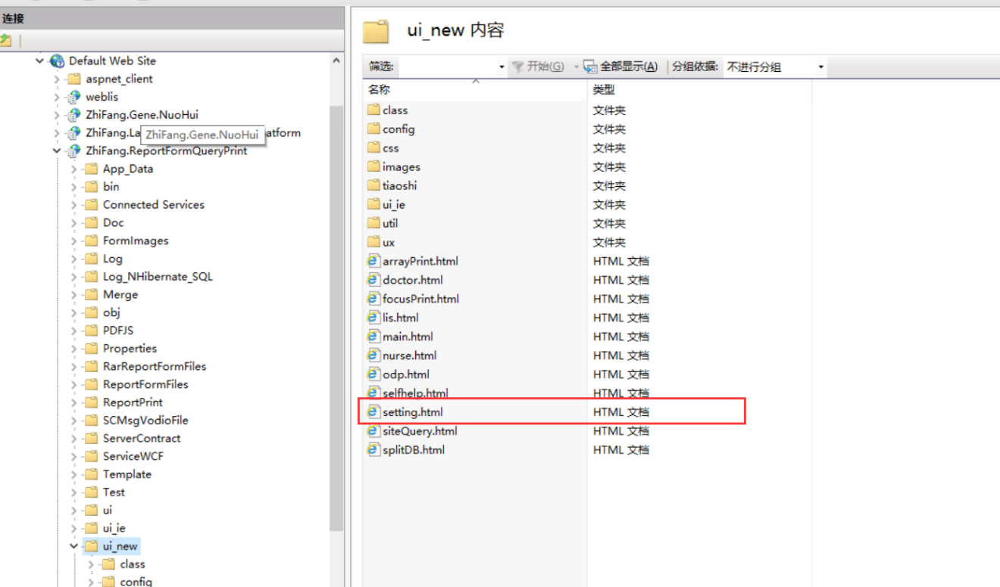 连接
Default Web Site
aspnet_client
weblis
ZhiFang.Gene.NuoHui
ZhiFang.La
ZhiFang.Gene.NuoHui
atform
ZhiFang.ReportFormQueryPrint
App_Data
bin
Connected Services
Doc
FormImages
Log
Log_NHibernate_SQL
Merge
obj
PDFJS
Properties
RarReportFormFiles
ReportFormFiles
ReportPrint
SCMsgVodioFile
ServerContract
ServiceWCF
Template
Test
ui
ui_ie
ui_new
class
config
ui_new 内容
筛选: 开始(G) 全部显示(A) 分组依据: 不进行分组
名称 类型
class 文件夹
config 文件夹
css 文件夹
images 文件夹
tiaoshi 文件夹
ui_ie 文件夹
util 文件夹
ux 文件夹
arrayPrint.html HTML 文档
doctor.html HTML 文档
focusPrint.html HTML 文档
lis.html HTML 文档
main.html HTML 文档
nurse.html HTML 文档
odp.html HTML 文档
selfhelp.html HTML 文档
setting.html HTML 文档
siteQuery.html HTML 文档
splitDB.html HTML 文档